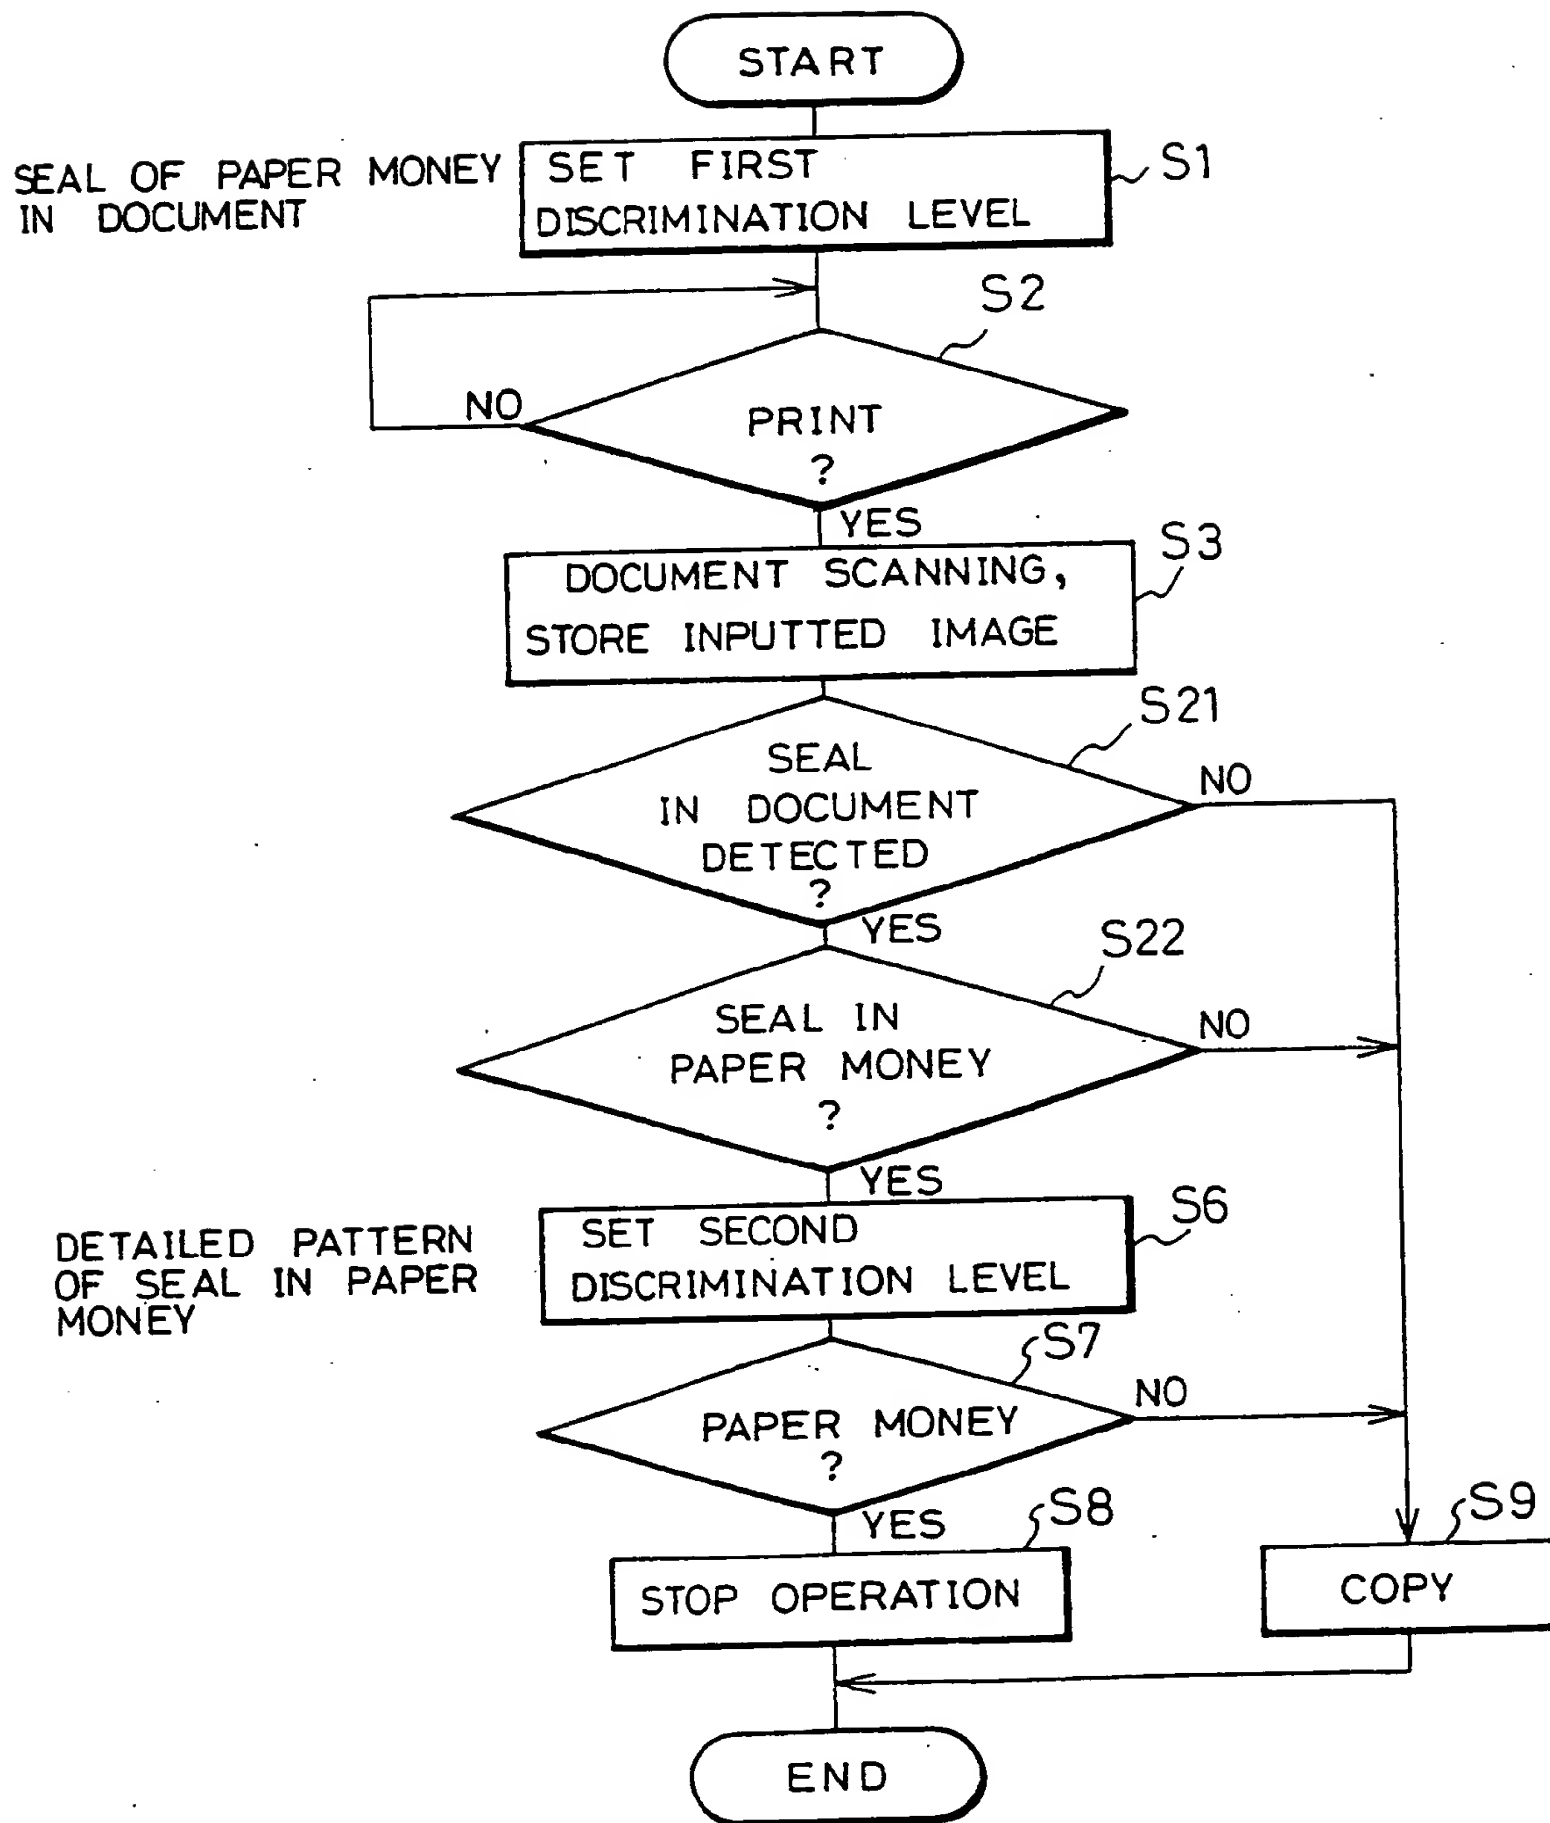 START
SEAL OF PAPER MONEY
IN DOCUMENT
SET FIRST
DISCRIMINATION LEVEL
S1
S2
NO
PRINT
?
YES
S3
DOCUMENT SCANNING,
STORE INPUTTED IMAGE
S21
SEAL
IN DOCUMENT
DETECTED
?
NO
YES
S22
SEAL IN
PAPER MONEY
?
NO
YES
S6
DETAILED PATTERN
OF SEAL IN PAPER
MONEY
SET SECOND
DISCRIMINATION LEVEL
S7
PAPER MONEY
?
NO
YES
S8
STOP OPERATION
S9
COPY
END